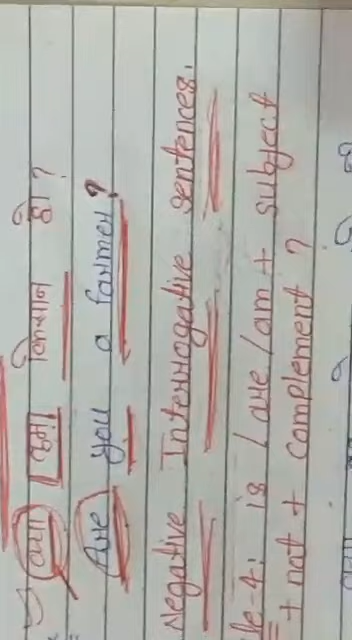 क्या तुम किसान हो ?
Are you a farmer ?
Negative Interrogative sentences.
is / are / am + subject
+ not + complement ?